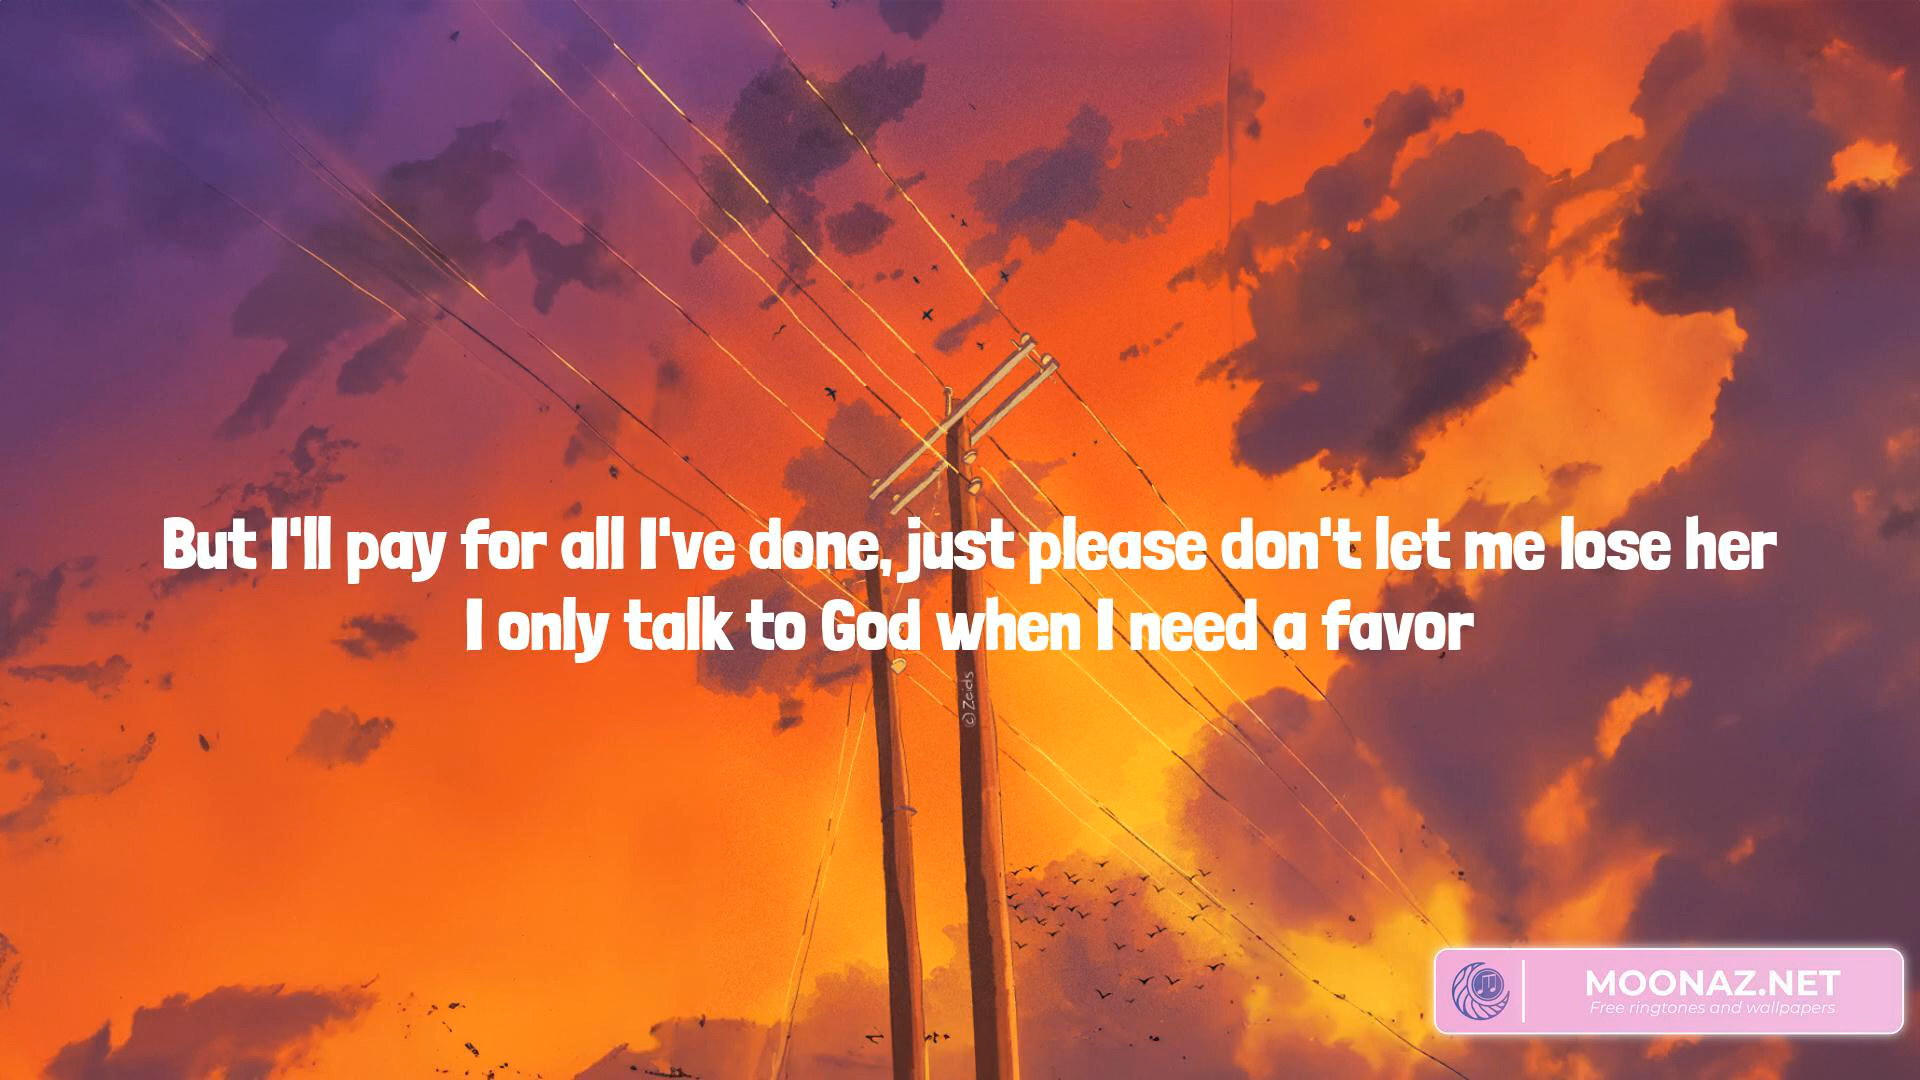 But I'll pay for all I've done, just please don't let me lose her
I only talk to God when I need a favor
(c) Zeids
MOONAZ.NET
Free ringtones and wallpapers